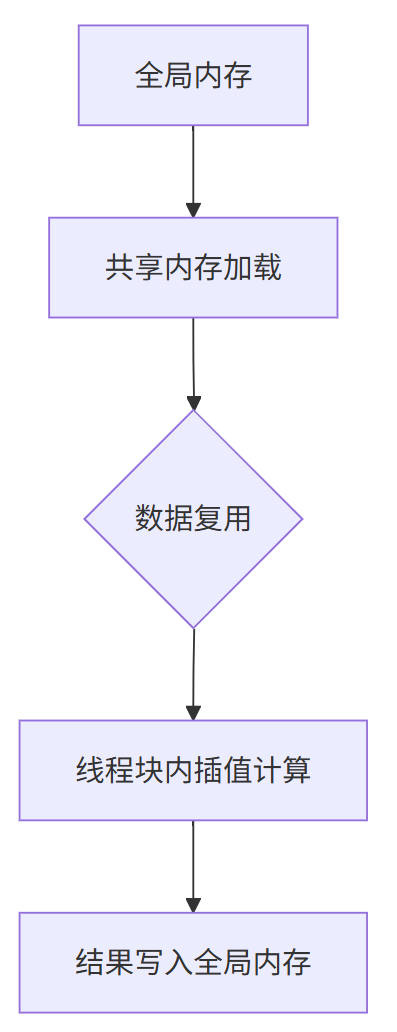 全局内存
共享内存加载
数据复用
线程块内插值计算
结果写入全局内存